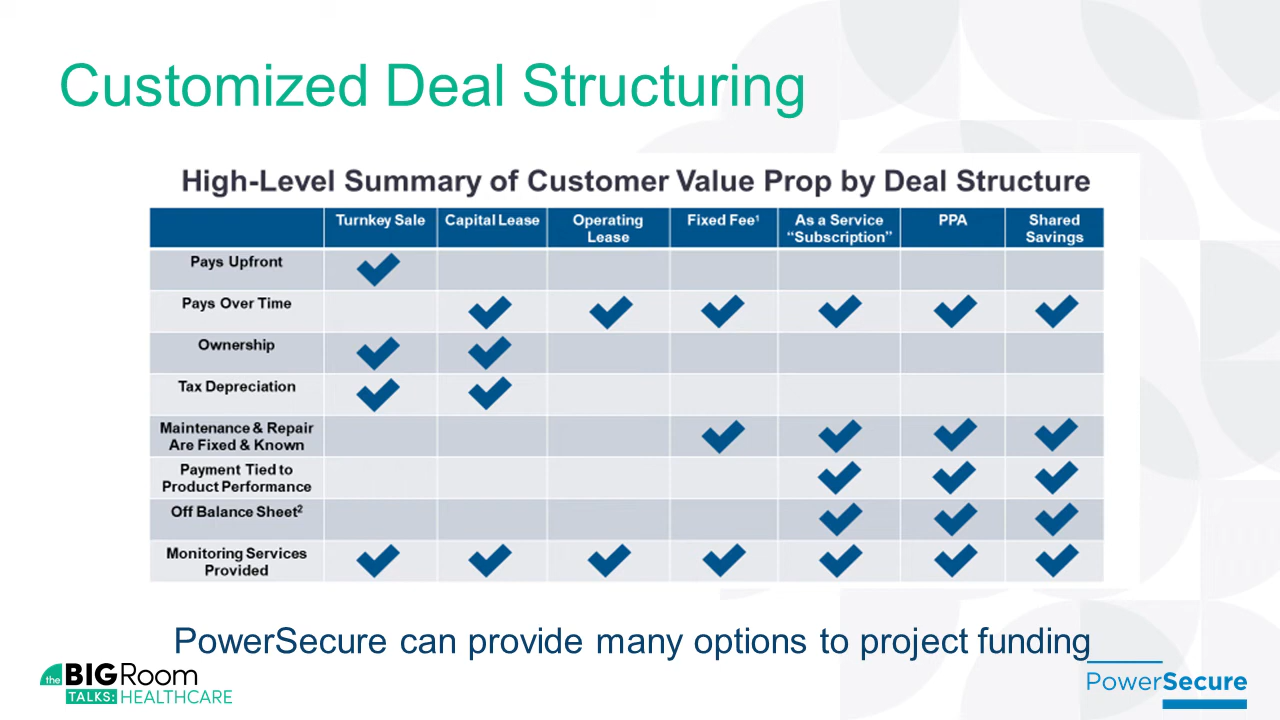 Customized Deal Structuring
High-Level Summary of Customer Value Prop by Deal Structure
Turnkey Sale
Capital Lease
Operating
Lease
Fixed Fee¹
As a Service
“Subscription”
PPA
Shared
Savings
Pays Upfront
Pays Over Time
Ownership
Tax Depreciation
Maintenance & Repair
Are Fixed & Known
Payment Tied to
Product Performance
Off Balance Sheet²
Monitoring Services
Provided
PowerSecure can provide many options to project funding
the BIG Room
TALKS: HEALTHCARE
PowerSecure